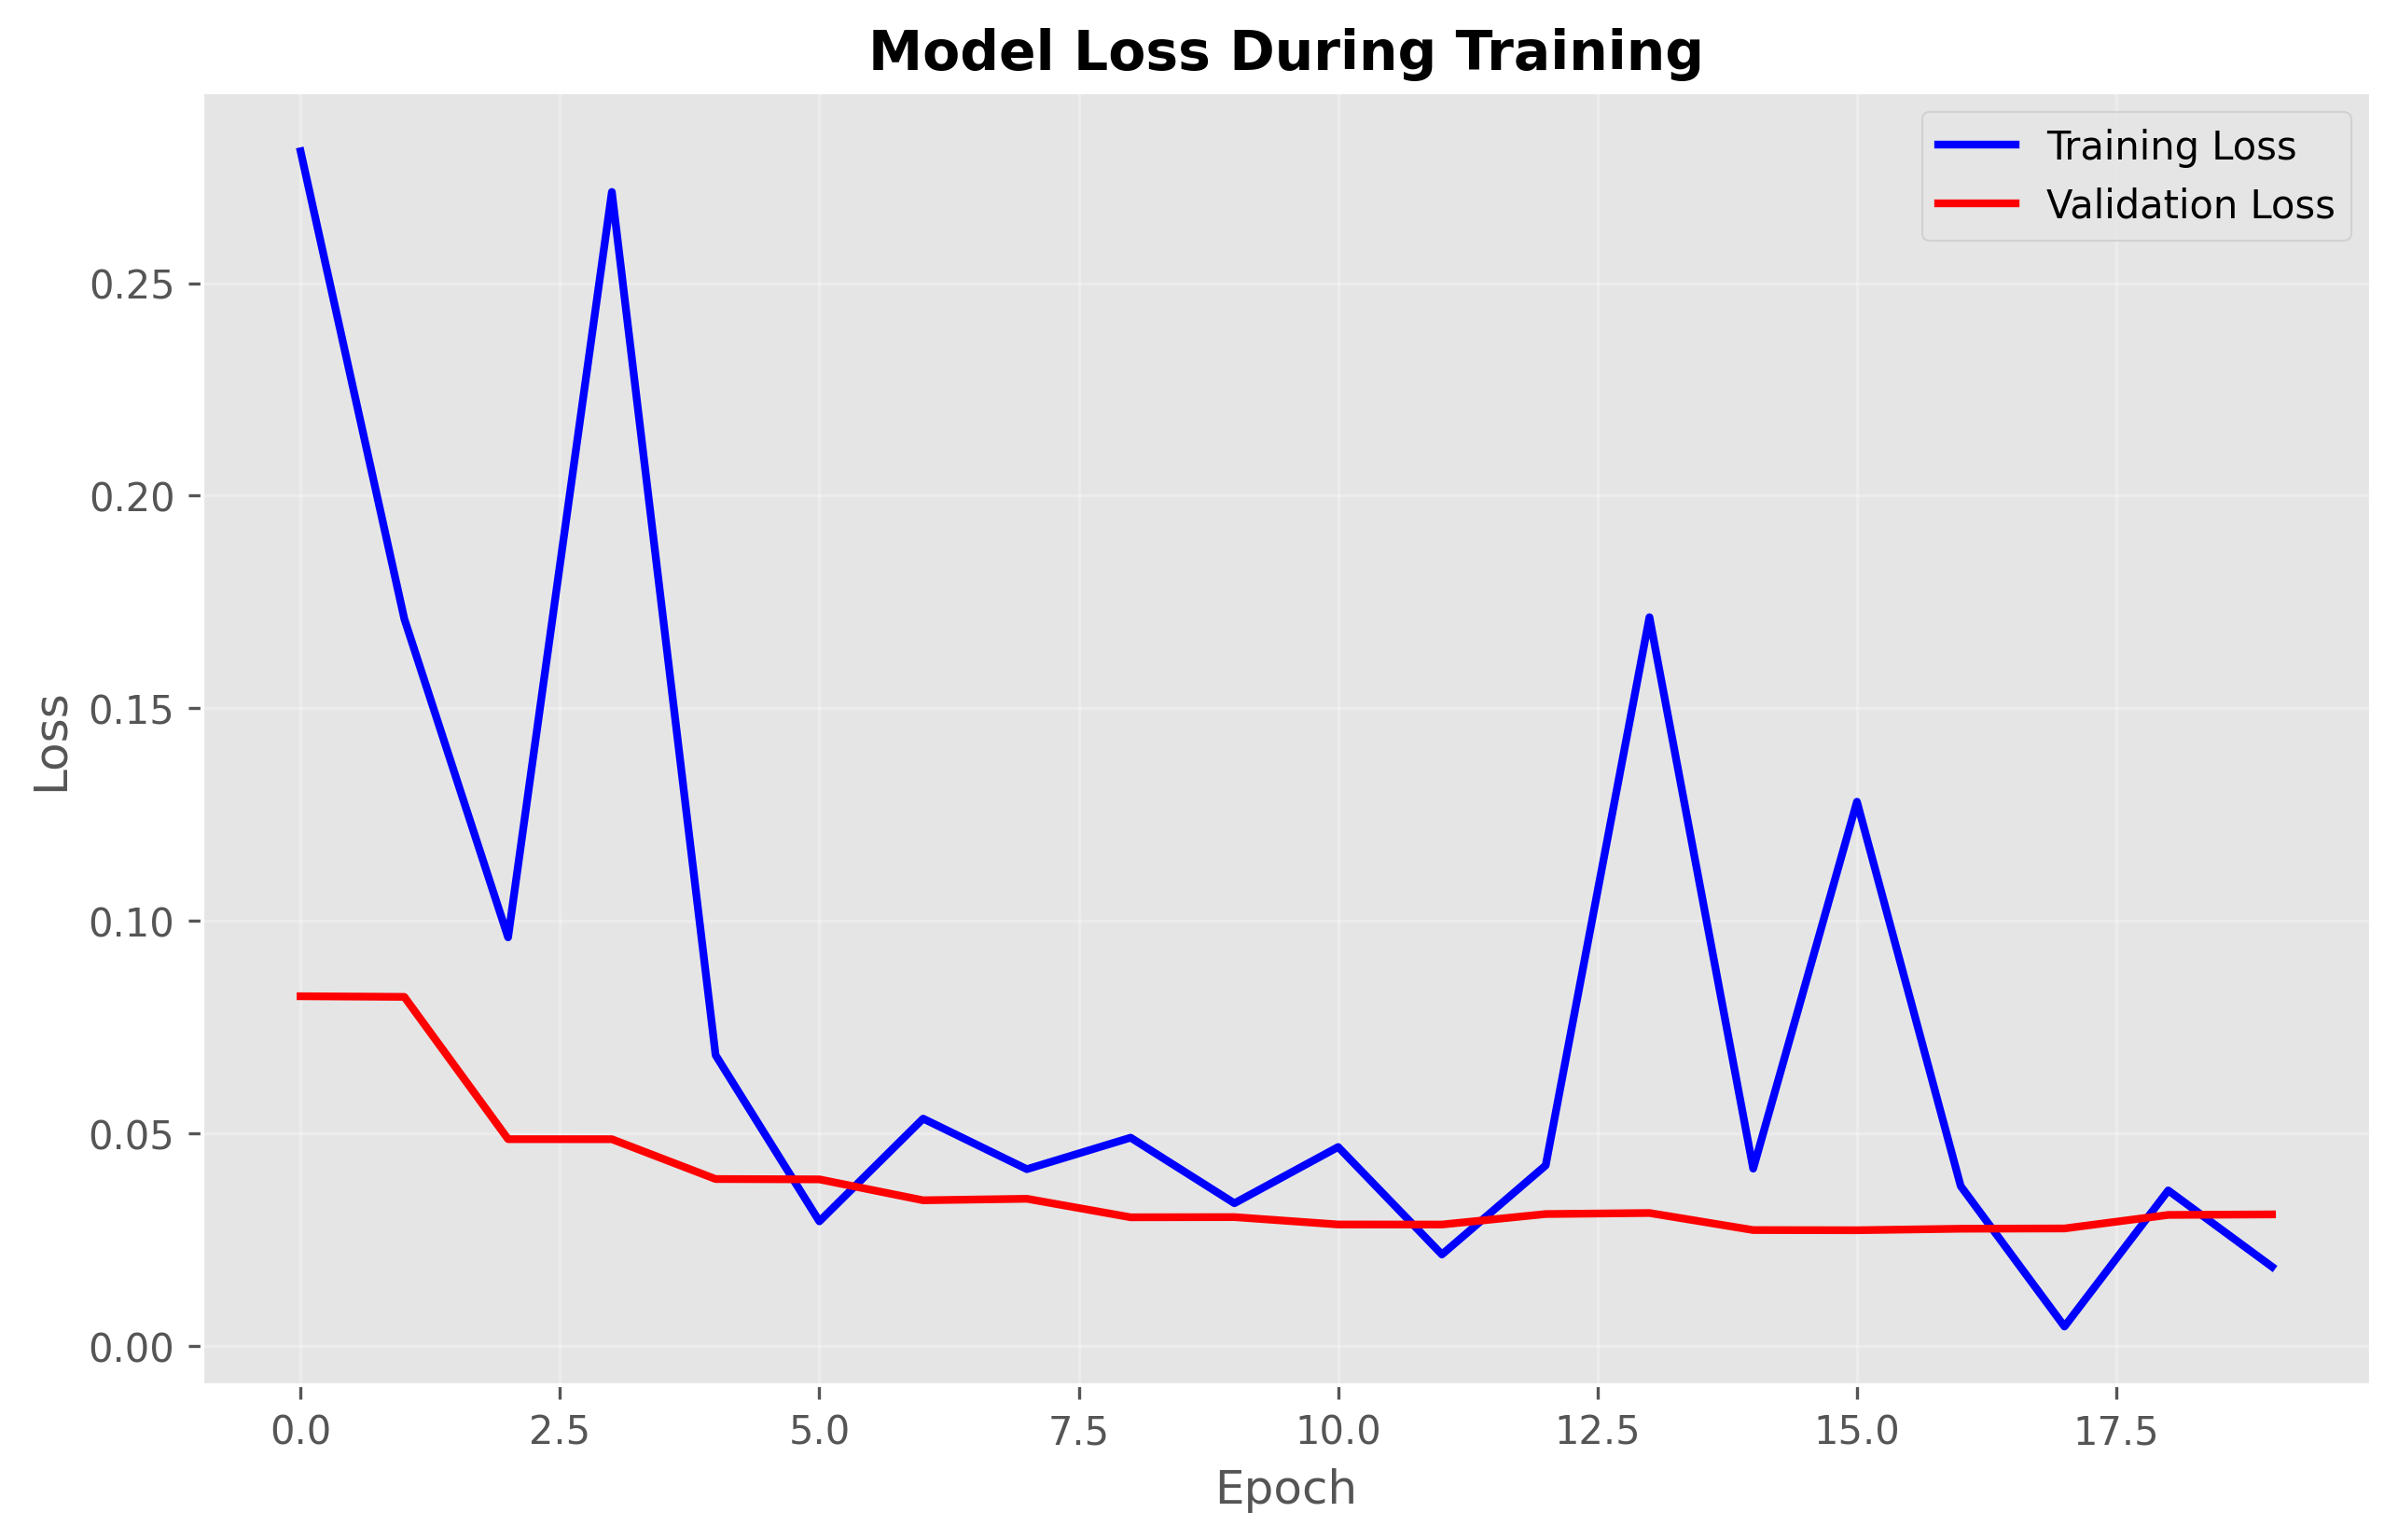 Model Loss During Training
Training Loss
Validation Loss
Loss
0.25
0.20
0.15
0.10
0.05
0.00
0.0 2.5 5.0 7.5 10.0 12.5 15.0 17.5
Epoch